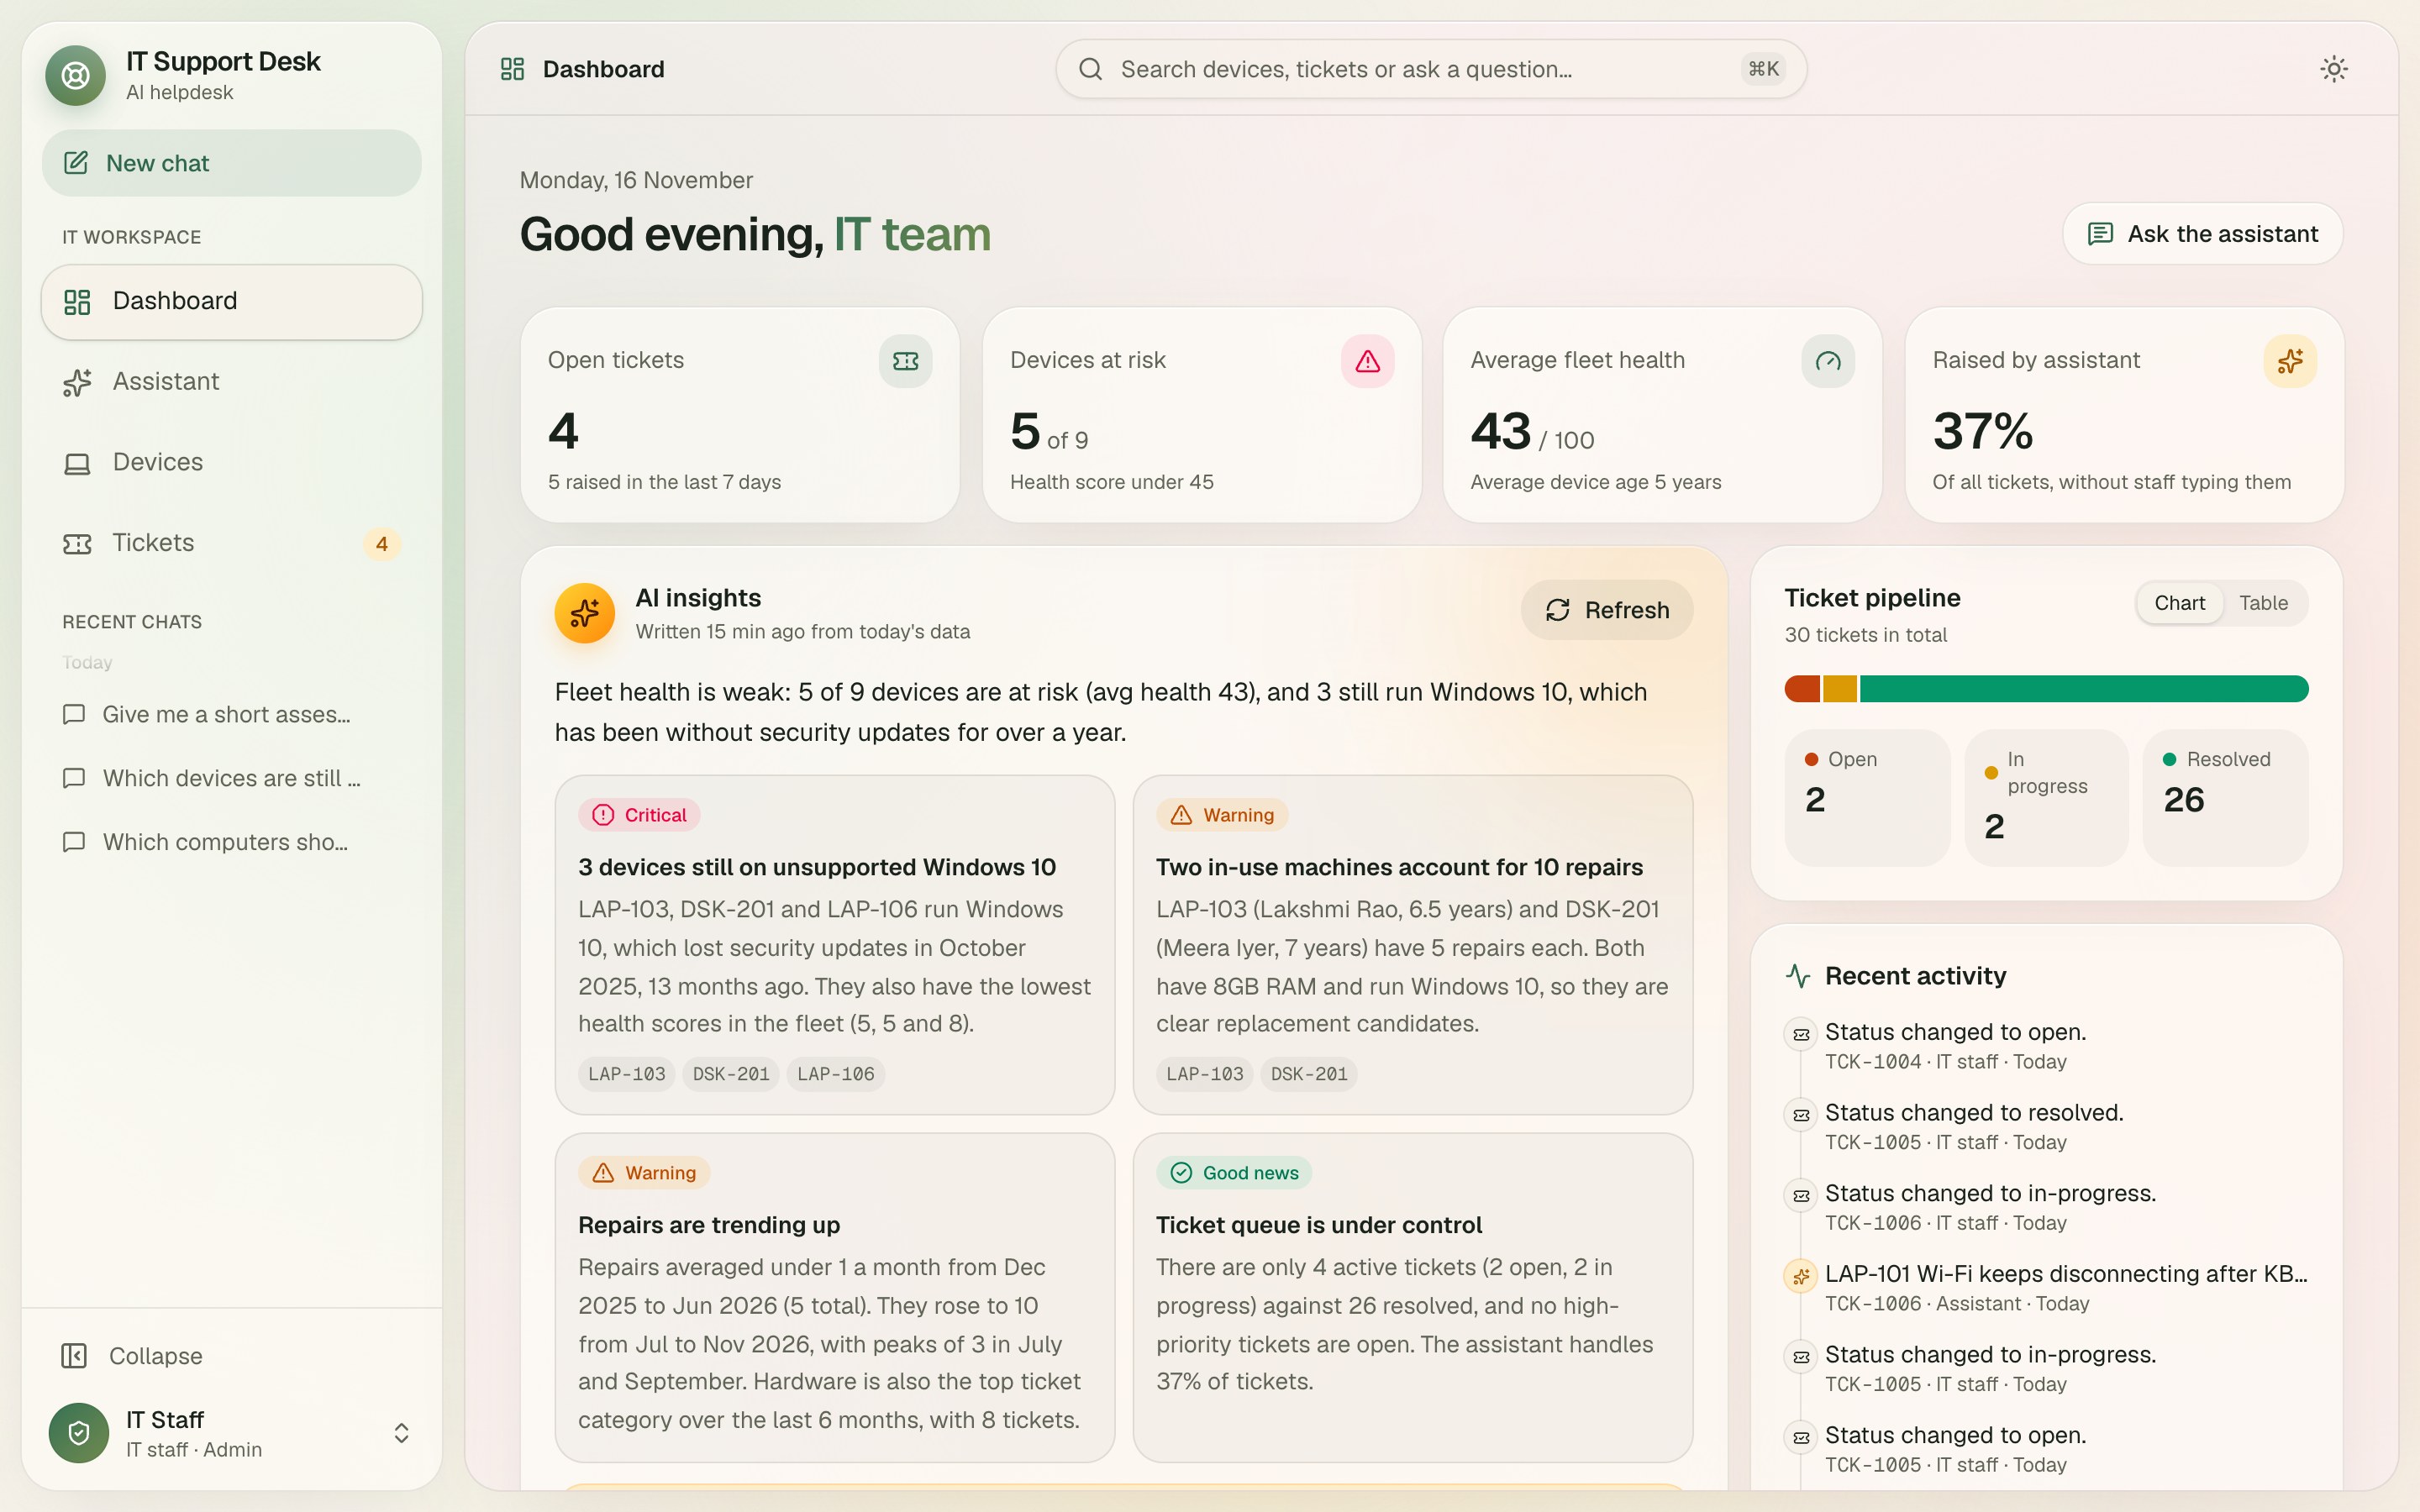 IT Support Desk
AI helpdesk
New chat
IT WORKSPACE
Dashboard
Assistant
Devices
Tickets
4
RECENT CHATS
Today
Give me a short asses...
Which devices are still ...
Which computers sho...
Collapse
IT Staff
IT staff · Admin
Dashboard
Search devices, tickets or ask a question...
⌘K
Monday, 16 November
Good evening, IT team
Ask the assistant
Open tickets
4
5 raised in the last 7 days
Devices at risk
5 of 9
Health score under 45
Average fleet health
43 / 100
Average device age 5 years
Raised by assistant
37%
Of all tickets, without staff typing them
AI insights
Written 15 min ago from today's data
Refresh
Fleet health is weak: 5 of 9 devices are at risk (avg health 43), and 3 still run Windows 10, which
has been without security updates for over a year.
Critical
3 devices still on unsupported Windows 10
LAP-103, DSK-201 and LAP-106 run Windows
10, which lost security updates in October
2025, 13 months ago. They also have the lowest
health scores in the fleet (5, 5 and 8).
LAP-103 DSK-201 LAP-106
Warning
Two in-use machines account for 10 repairs
LAP-103 (Lakshmi Rao, 6.5 years) and DSK-201
(Meera Iyer, 7 years) have 5 repairs each. Both
have 8GB RAM and run Windows 10, so they are
clear replacement candidates.
LAP-103 DSK-201
Warning
Repairs are trending up
Repairs averaged under 1 a month from Dec
2025 to Jun 2026 (5 total). They rose to 10
from Jul to Nov 2026, with peaks of 3 in July
and September. Hardware is also the top ticket
category over the last 6 months, with 8 tickets.
Good news
Ticket queue is under control
There are only 4 active tickets (2 open, 2 in
progress) against 26 resolved, and no high-
priority tickets are open. The assistant handles
37% of tickets.
Ticket pipeline
30 tickets in total
Chart Table
Open
2
In
progress
2
Resolved
26
Recent activity
Status changed to open.
TCK-1004 · IT staff · Today
Status changed to resolved.
TCK-1005 · IT staff · Today
Status changed to in-progress.
TCK-1006 · IT staff · Today
LAP-101 Wi-Fi keeps disconnecting after KB...
TCK-1006 · Assistant · Today
Status changed to in-progress.
TCK-1005 · IT staff · Today
Status changed to open.
TCK-1005 · IT staff · Today